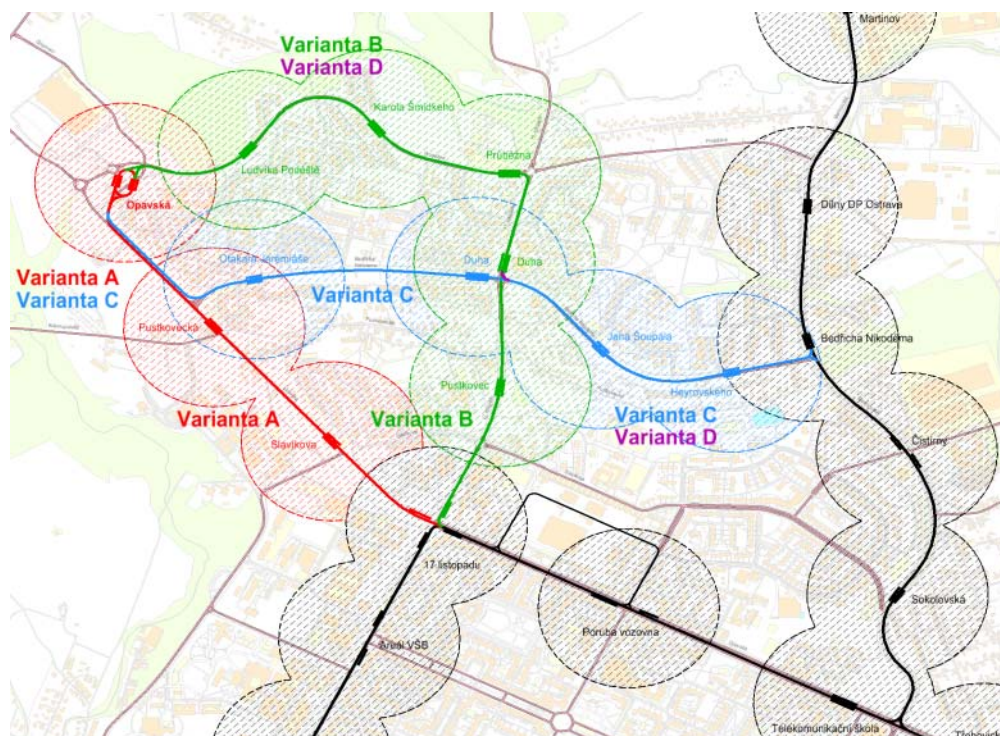 Martinov
Varianta B
Varianta D
Karola Šmidkeho
Ludvíka Podéště
Průběžná
Opavská
Dílny DP Ostrava
Otakara Jeremiáše
Duha
Duha
Varianta A
Varianta C
Varianta C
Pustkovecká
Jana Šoupala
Bedřicha Nikodéma
Heyrovského
Pustkovec
Varianta A
Varianta B
Varianta C
Varianta D
Slavíkova
Čistírny
17.listopadu
Sokolovská
Areál VŠB
Poruba vozovna
Telekomunikační škola